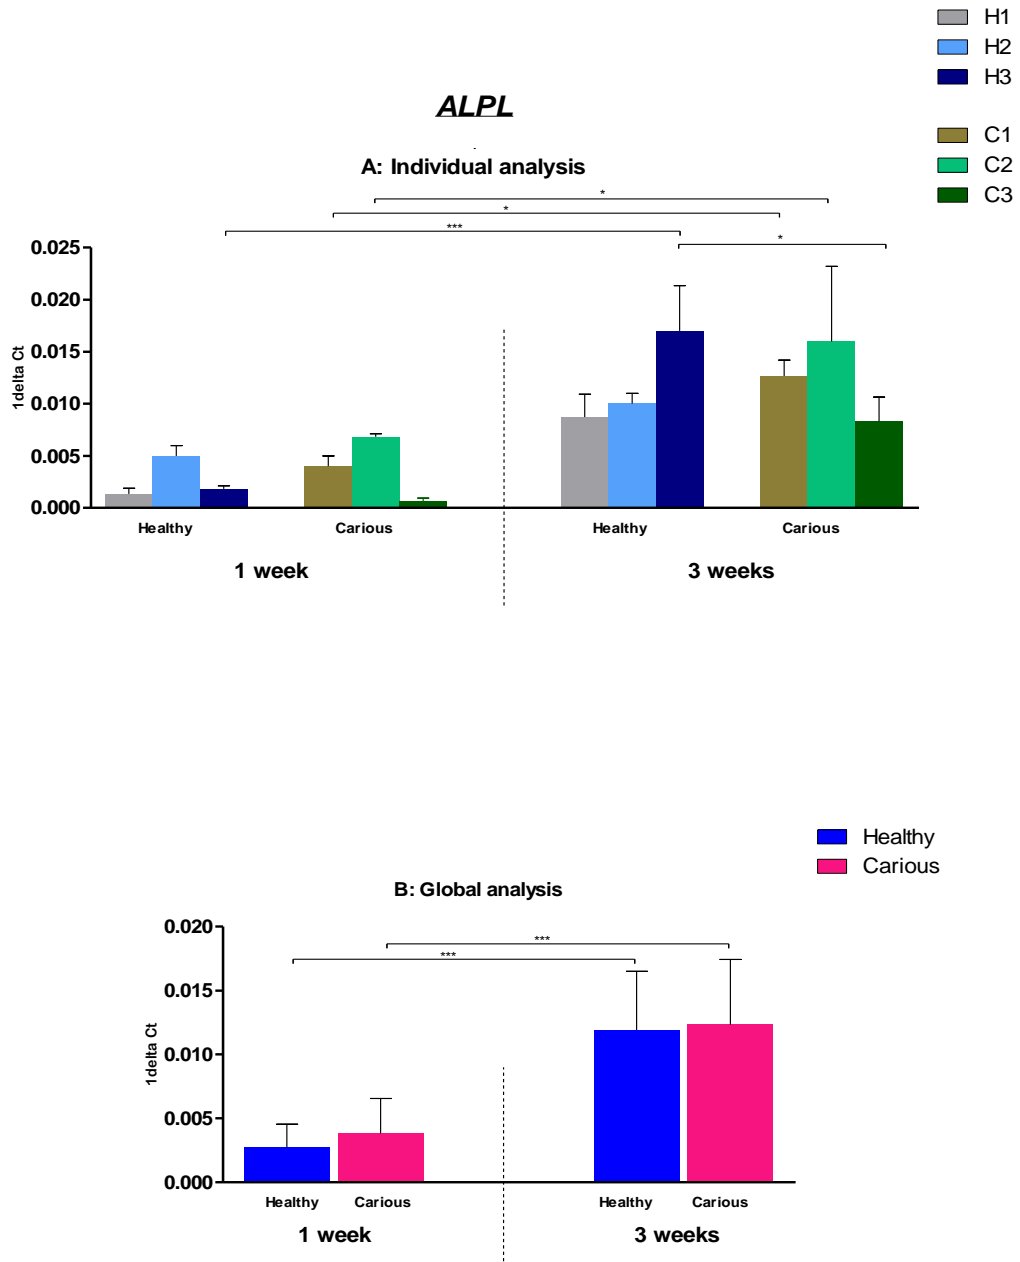 H1
H2
H3
C1
C2
C3
ALPL
A: Individual analysis
*
*
***
*
0.025
0.020
0.015
0.010
0.005
0.000
1delta Ct
Healthy
Carious
Healthy
Carious
1 week
3 weeks
Healthy
Carious
B: Global analysis
***
***
0.020
0.015
0.010
0.005
0.000
1delta Ct
Healthy
Carious
Healthy
Carious
1 week
3 weeks